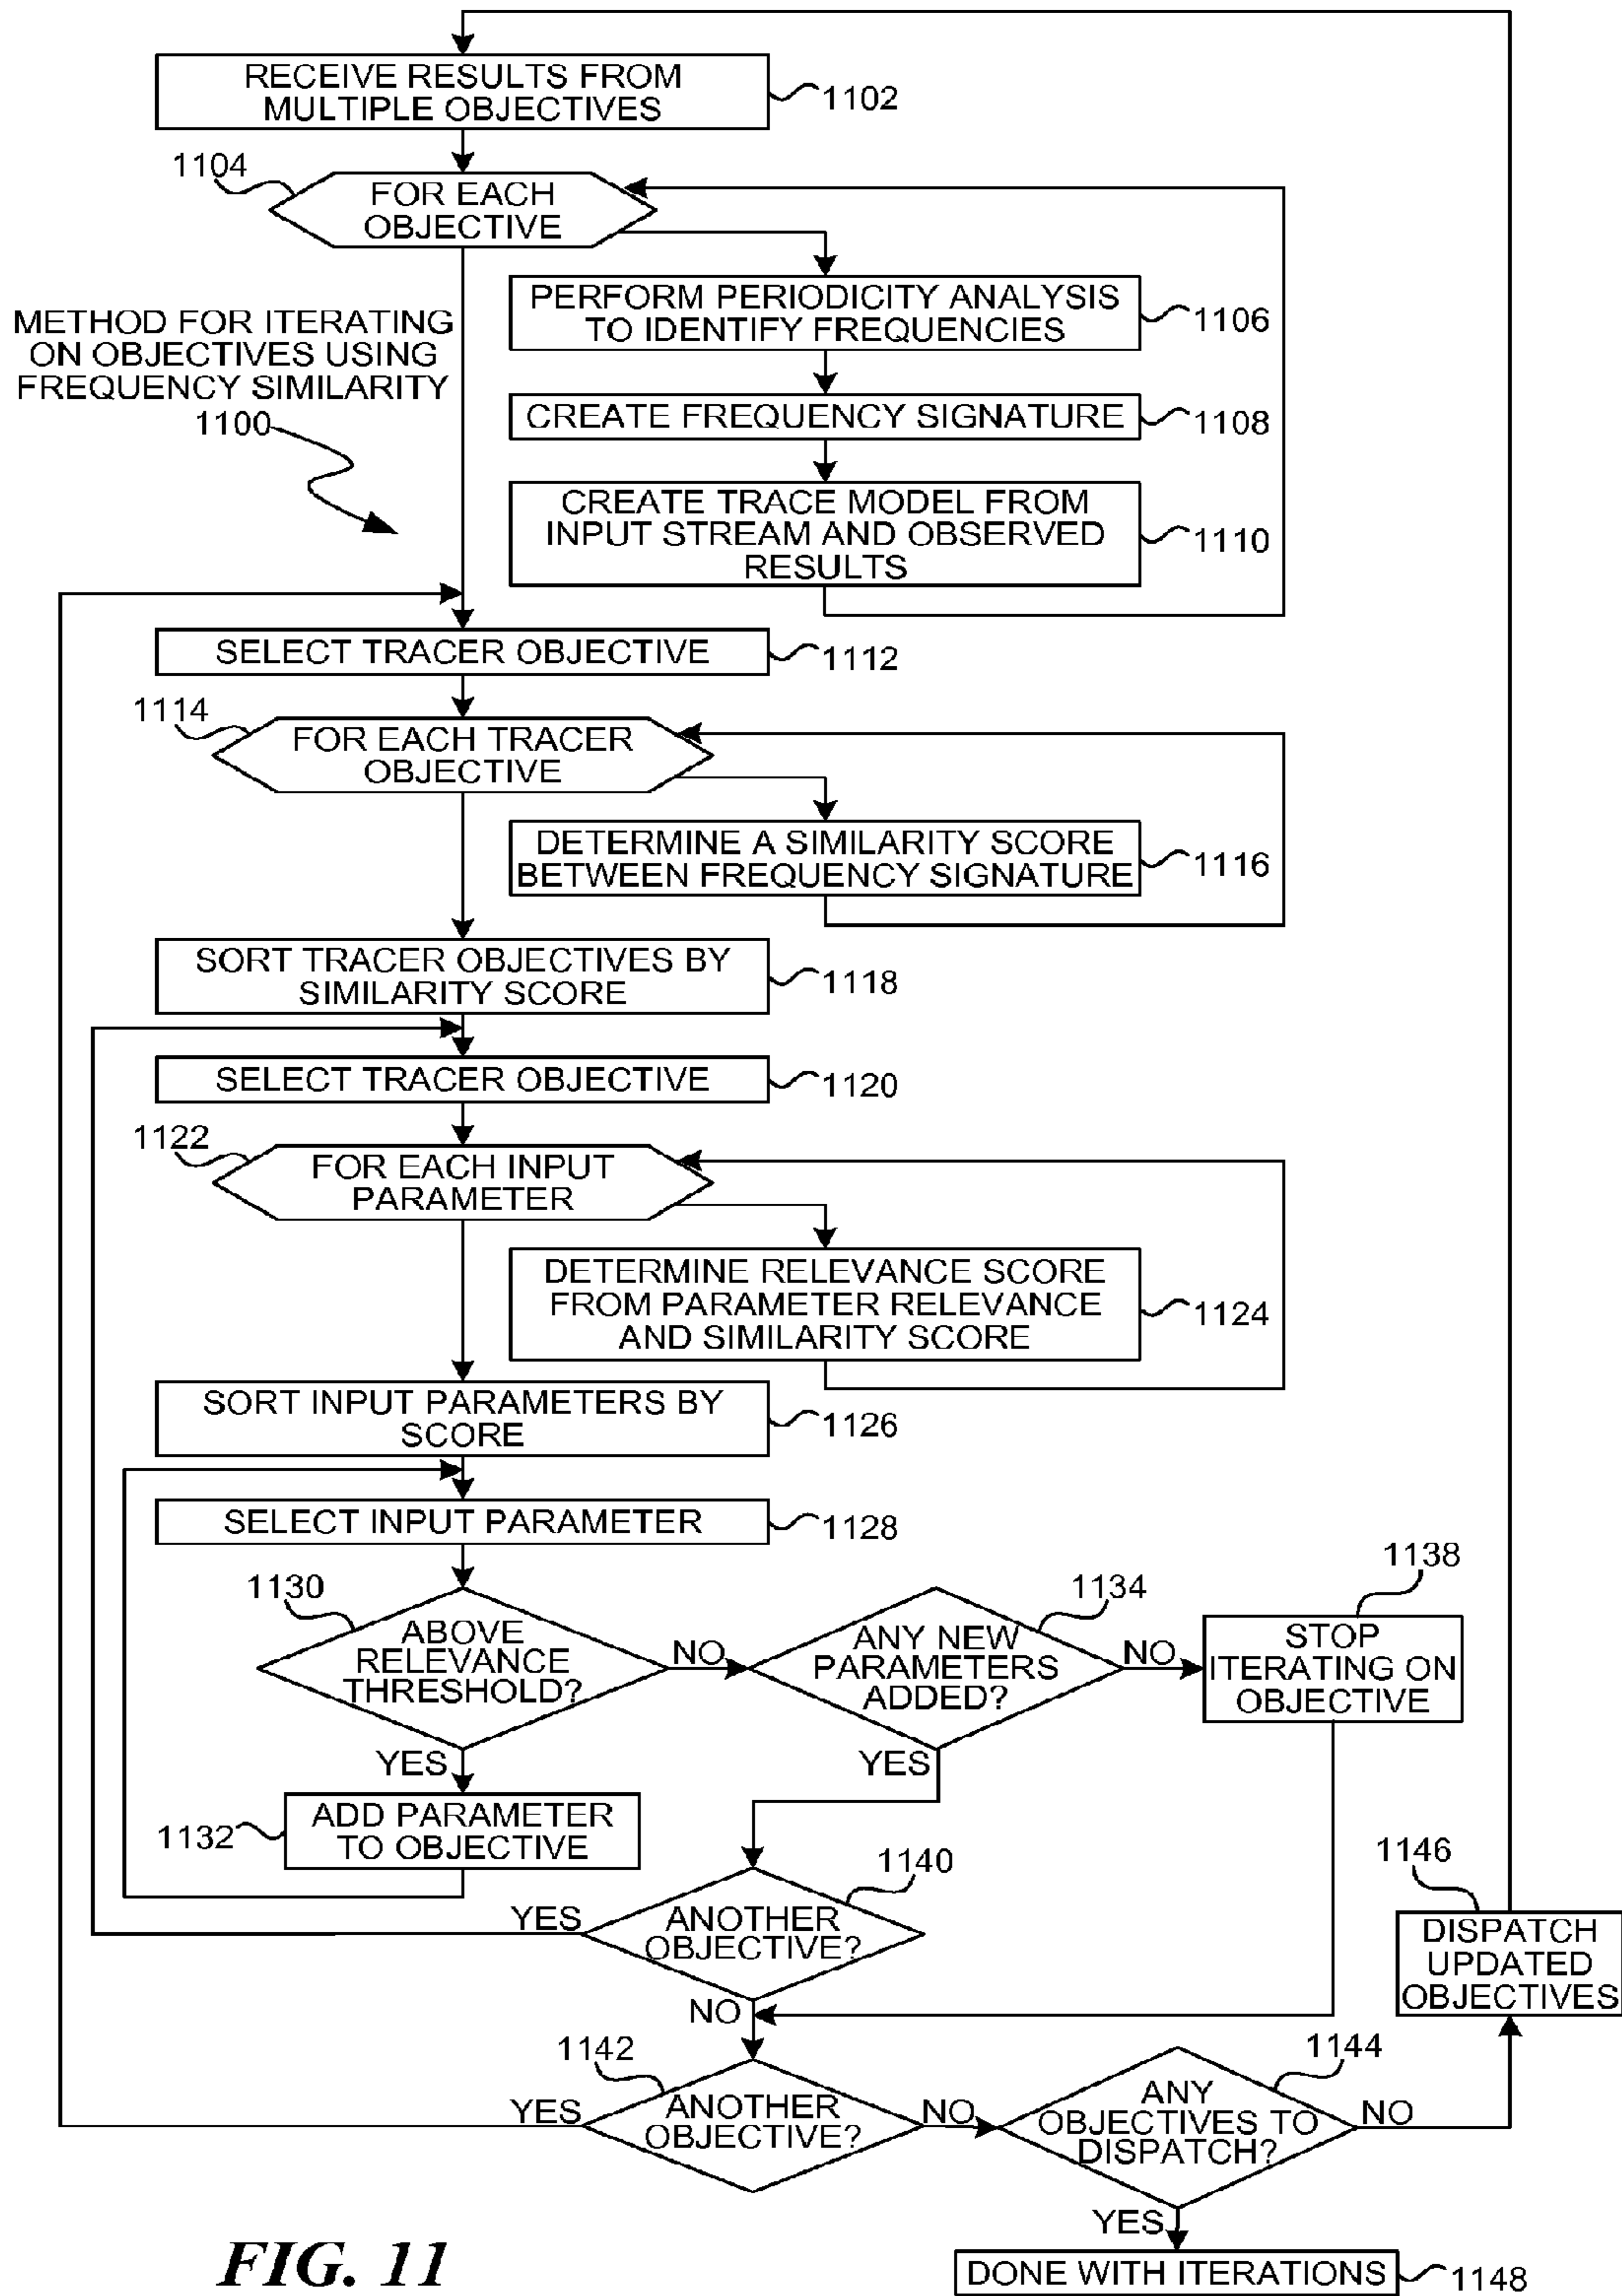 RECEIVE RESULTS FROM
MULTIPLE OBJECTIVES
1102
1104
FOR EACH
OBJECTIVE
METHOD FOR ITERATING
ON OBJECTIVES USING
FREQUENCY SIMILARITY
1100
PERFORM PERIODICITY ANALYSIS
TO IDENTIFY FREQUENCIES
1106
CREATE FREQUENCY SIGNATURE
1108
CREATE TRACE MODEL FROM
INPUT STREAM AND OBSERVED
RESULTS
1110
SELECT TRACER OBJECTIVE
1112
1114
FOR EACH TRACER
OBJECTIVE
DETERMINE A SIMILARITY SCORE
BETWEEN FREQUENCY SIGNATURE
1116
SORT TRACER OBJECTIVES BY
SIMILARITY SCORE
1118
SELECT TRACER OBJECTIVE
1120
1122
FOR EACH INPUT
PARAMETER
DETERMINE RELEVANCE SCORE
FROM PARAMETER RELEVANCE
AND SIMILARITY SCORE
1124
SORT INPUT PARAMETERS BY
SCORE
1126
SELECT INPUT PARAMETER
1128
1130
ABOVE
RELEVANCE
THRESHOLD?
NO
YES
1134
ANY NEW
PARAMETERS
ADDED?
NO
YES
1138
STOP
ITERATING ON
OBJECTIVE
1132
ADD PARAMETER
TO OBJECTIVE
1140
ANOTHER
OBJECTIVE?
YES
NO
1146
DISPATCH
UPDATED
OBJECTIVES
1142
ANOTHER
OBJECTIVE?
YES
NO
1144
ANY
OBJECTIVES TO
DISPATCH?
NO
YES
DONE WITH ITERATIONS
1148
FIG. 11